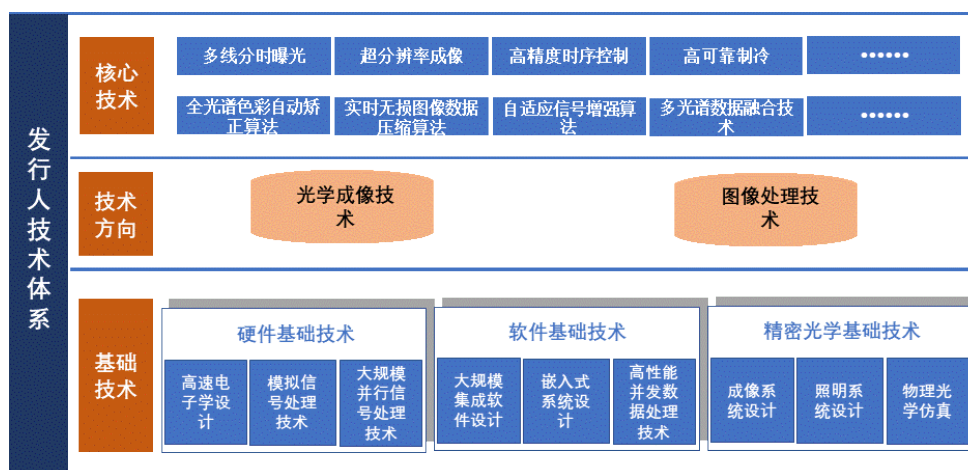 发
行
人
技
术
体
系
核心
技术
多线分时曝光
超分辨率成像
高精度时序控制
高可靠制冷
••••••
全光谱色彩自动矫
正算法
实时无损图像数据
压缩算法
自适应信号增强算
法
多光谱数据融合技
术
••••••
技术
方向
光学成像技
术
图像处理技
术
基础
技术
硬件基础技术
高速电
子学设
计
模拟信
号处理
技术
大规模
并行信
号处理
技术
软件基础技术
大规模
集成软
件设计
嵌入式
系统设
计
高性能
并发数
据处理
技术
精密光学基础技术
成像系
统设计
照明系
统设计
物理光
学仿真